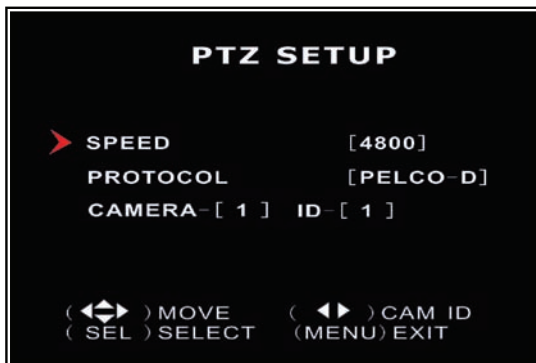 PTZ SETUP
SPEED [4800]
PROTOCOL [PELCO-D]
CAMERA-[ 1 ] ID-[ 1 ]
( ) MOVE ( ) CAM ID
( SEL ) SELECT (MENU) EXIT